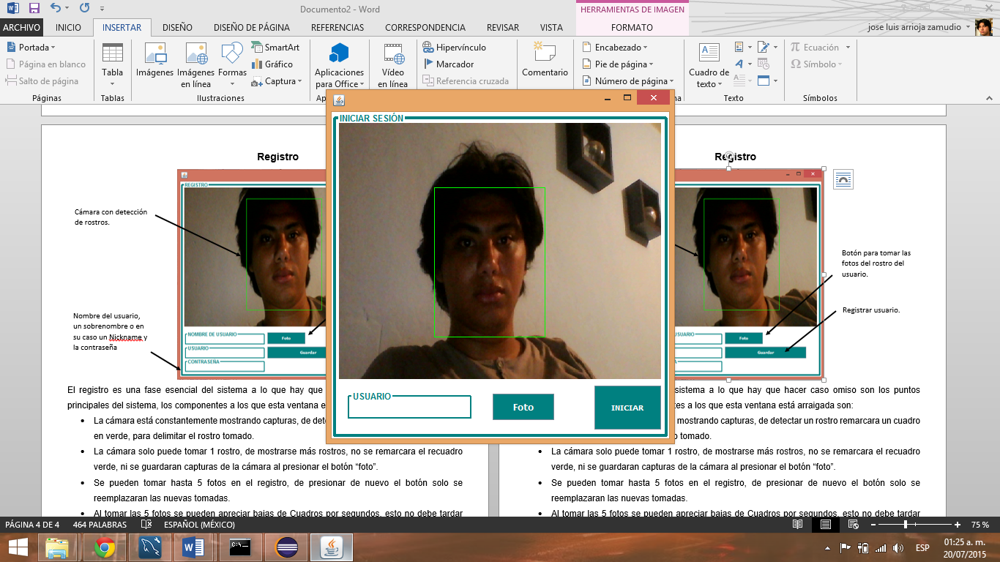 Documento2 - Word
HERRAMIENTAS DE IMAGEN
ARCHIVO INICIO INSERTAR DISEÑO DISEÑO DE PÁGINA REFERENCIAS CORRESPONDENCIA REVISAR VISTA FORMATO
jose luis arrioja zamudio
Portada
Página en blanco
Salto de página
Páginas
Tabla
Tablas
Imágenes
Imágenes
en línea
Formas
SmartArt
Gráfico
Captura
Ilustraciones
Aplicaciones
para Office
Vídeo
en línea
Hipervínculo
Marcador
Referencia cruzada
Comentario
Encabezado
Pie de página
Número de página
Cuadro de
texto
Texto
Ecuación
Símbolo
Símbolos
INICIAR SESIÓN
USUARIO
Foto
INICIAR
Registro
REGISTRO
Cámara con detección
de rostros.
Nombre del usuario,
un sobrenombre o en
su caso un Nickname y
la contraseña
NOMBRE DE USUARIO
Foto
USUARIO
Guardar
CONTRASEÑA
El registro es una fase esencial del sistema a lo que hay que
principales del sistema, los componentes a los que esta ventana
• La cámara está constantemente mostrando capturas, de
en verde, para delimitar el rostro tomado.
• La cámara solo puede tomar 1 rostro, de mostrarse más rostros, no se remarcara el recuadro
verde, ni se guardaran capturas de la cámara al presionar el botón “foto”.
• Se pueden tomar hasta 5 fotos en el registro, de presionar de nuevo el botón solo se
reemplazaran las nuevas tomadas.
• Al tomar las 5 fotos se pueden apreciar bajas de Cuadros por segundos, esto no debe tardar
Registro
Botón para tomar las
fotos del rostro del
usuario.
Registrar usuario.
USUARIO
Foto
Guardar
sistema a lo que hay que hacer caso omiso son los puntos
a los que esta ventana está arraigada son:
mostrando capturas, de detectar un rostro remarcara un cuadro
tomado.
• La cámara solo puede tomar 1 rostro, de mostrarse más rostros, no se remarcara el recuadro
verde, ni se guardaran capturas de la cámara al presionar el botón “foto”.
• Se pueden tomar hasta 5 fotos en el registro, de presionar de nuevo el botón solo se
reemplazaran las nuevas tomadas.
• Al tomar las 5 fotos se pueden apreciar bajas de Cuadros por segundos, esto no debe tardar
PÁGINA 4 DE 4 464 PALABRAS ESPAÑOL (MÉXICO) 75 %
ESP
01:25 a. m.
20/07/2015